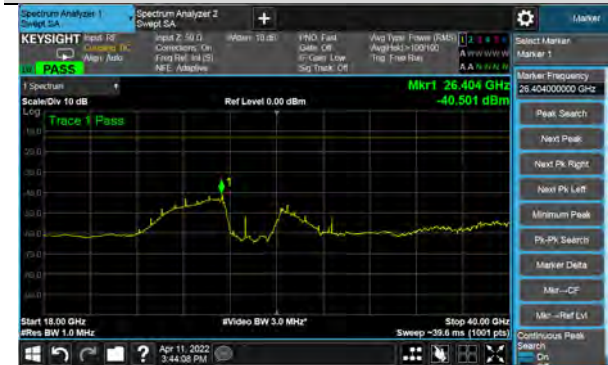 Spectrum Analyzer 1
Swept SA
Spectrum Analyzer 2
Swept SA
+
Marker
KEYSIGHT Input: RF
Coupling: DC
Align: Auto
Input Z: 50 Ω
Corrections: On
Freq Ref: Int (S)
NFE: Adaptive
#Atten: 10 dB
PNO: Fast
Gate: Off
IF Gain: Low
Sig Track: Off
Avg Type: Power (RMS)
Avg|Hold:>100/100
Trig: Free Run
PASS
Select Marker
Marker 1
Marker Frequency
26.404000000 GHz
1 Spectrum
Scale/Div 10 dB
Log
Ref Level 0.00 dBm
Mkr1 26.404 GHz
-40.501 dBm
Trace 1 Pass
1
Peak Search
Next Peak
Next Pk Right
Next Pk Left
Minimum Peak
Pk-Pk Search
Marker Delta
Mkr→CF
Mkr→Ref Lvl
Continuous Peak
Search
On
Start 18.00 GHz
#Res BW 1.0 MHz
#Video BW 3.0 MHz*
Stop 40.00 GHz
Sweep ~39.6 ms (1001 pts)
?
Apr 11, 2022
3:44:08 PM